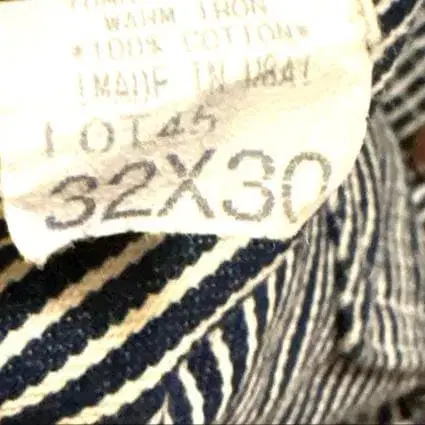 WARM IRON
*100% COTTON*
MADE IN USA
LOT45
32X30